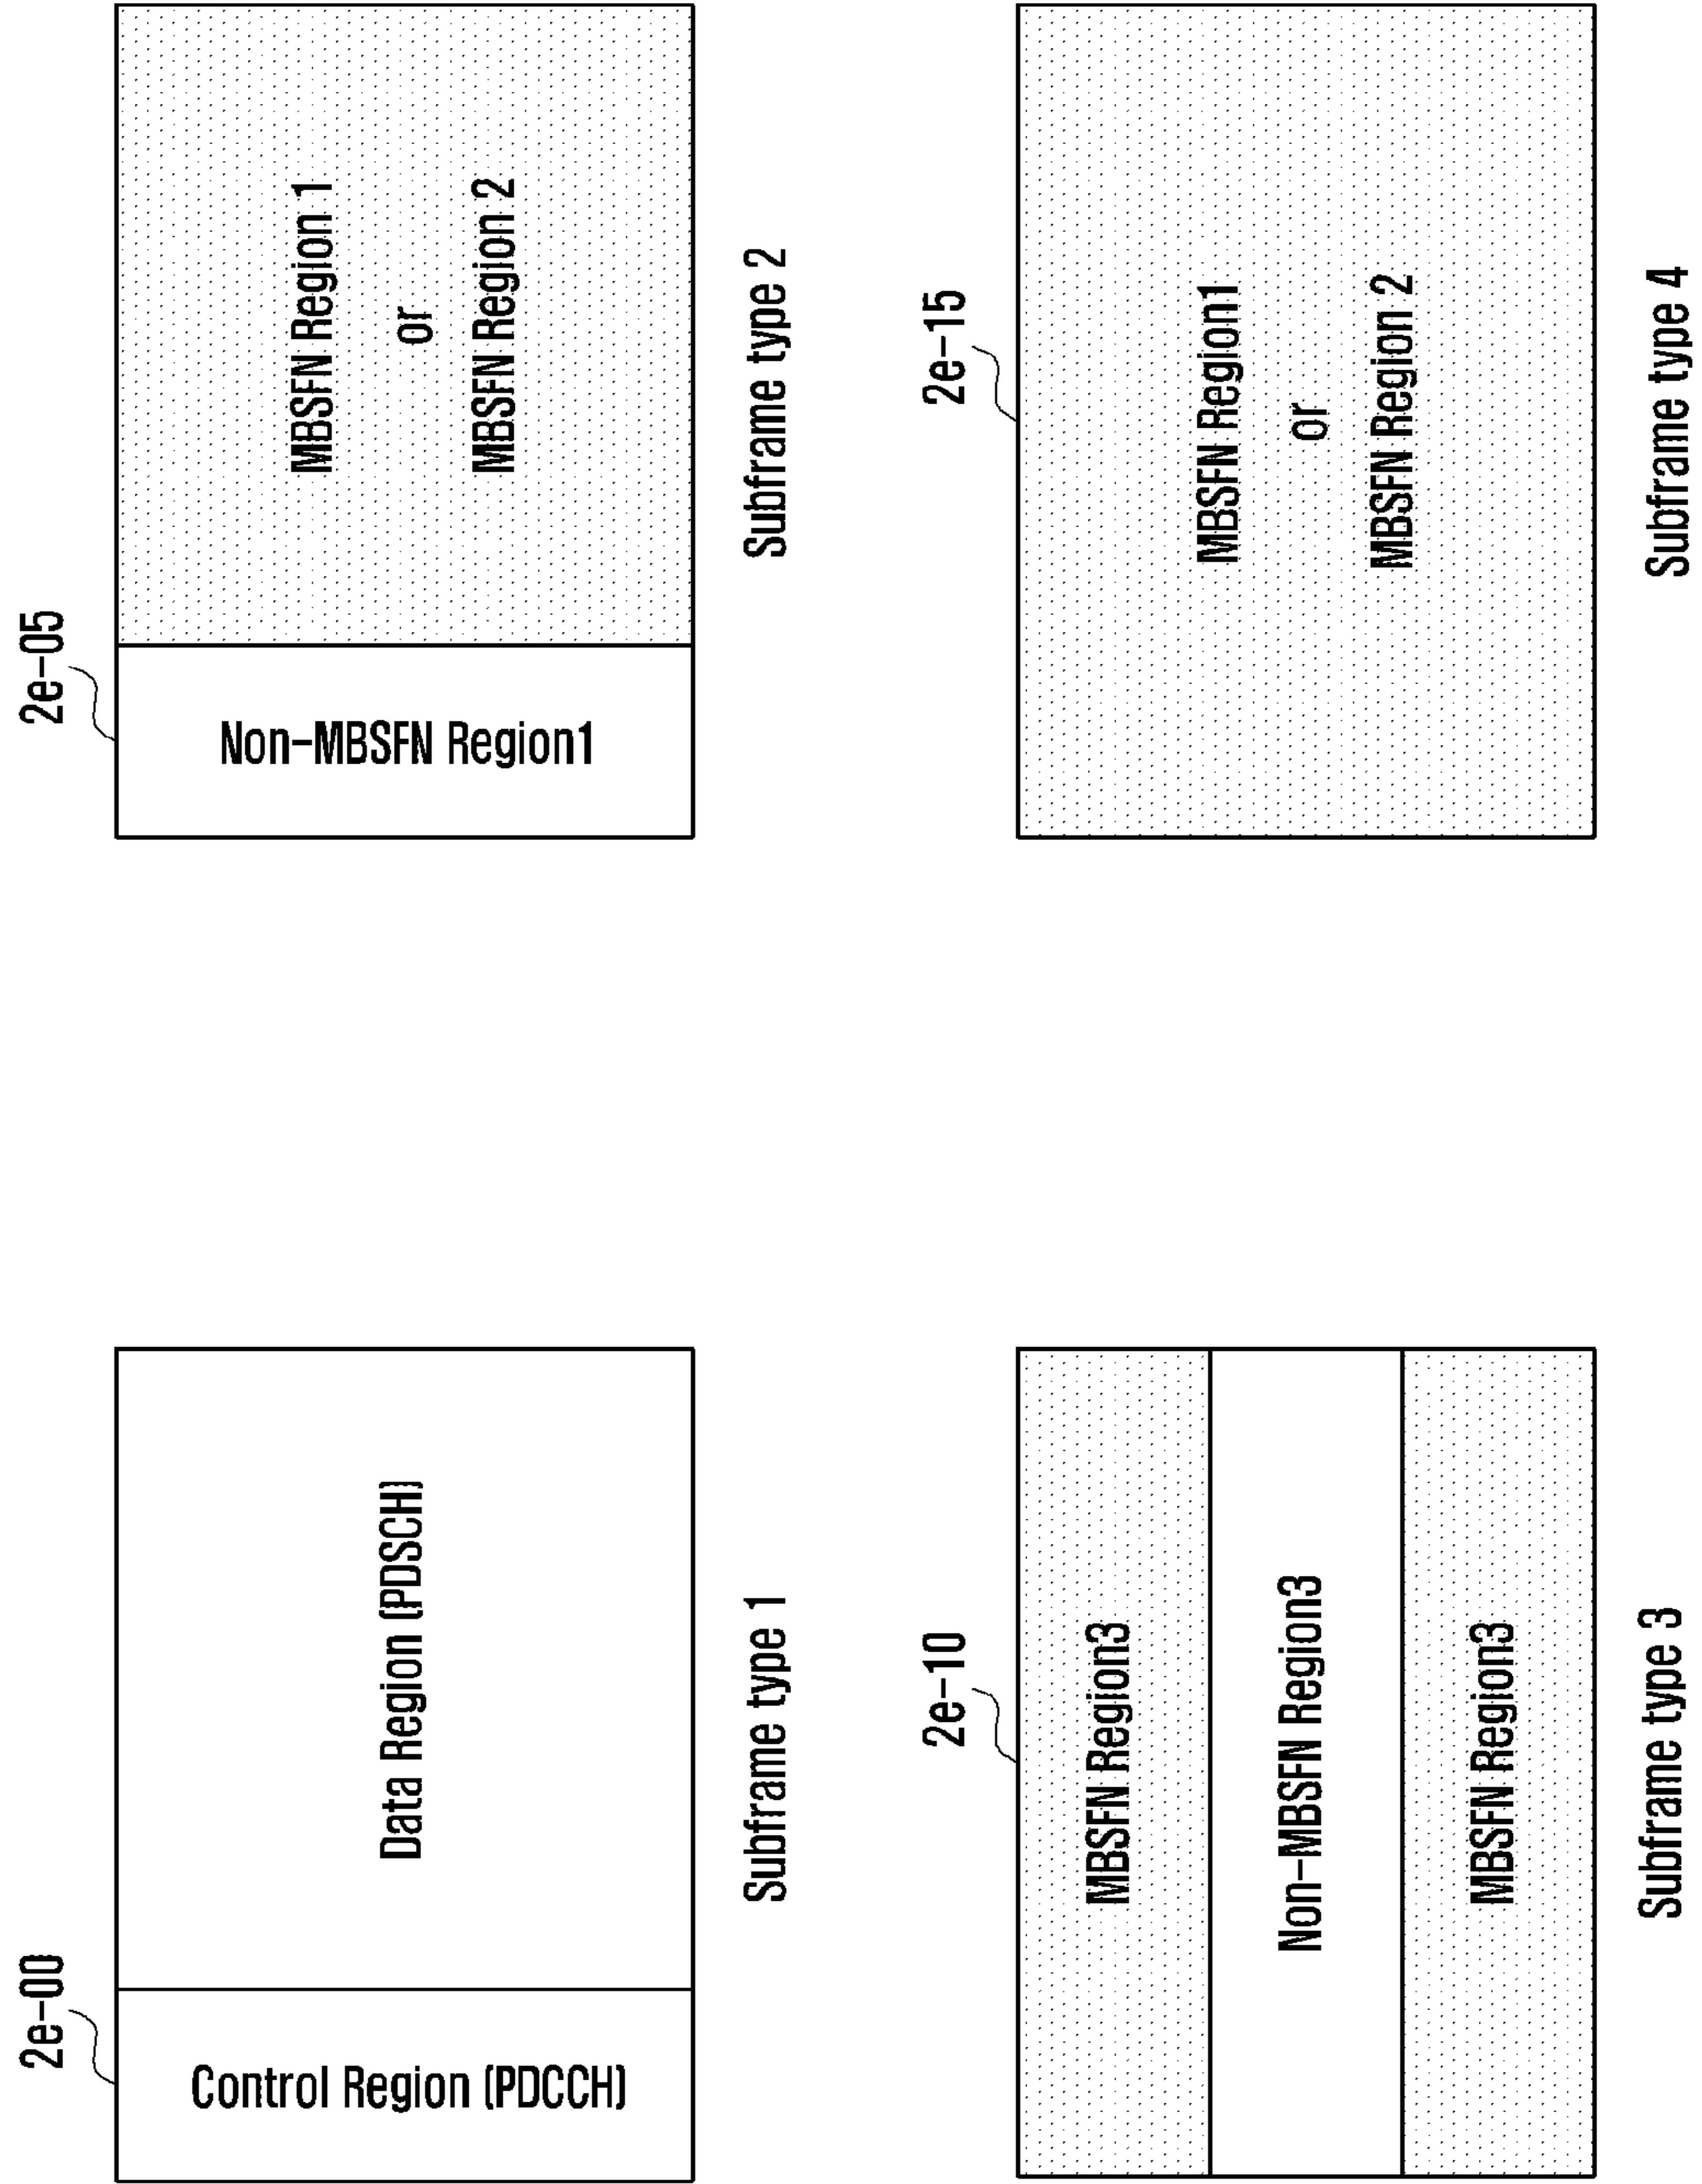 2e-00
Control Region (PDCCH)
Data Region (PDSCH)
Subframe type 1
2e-05
Non-MBSFN Region1
MBSFN Region 1
or
MBSFN Region 2
Subframe type 2
2e-10
MBSFN Region3
Non-MBSFN Region3
MBSFN Region3
Subframe type 3
2e-15
MBSFN Region1
or
MBSFN Region 2
Subframe type 4